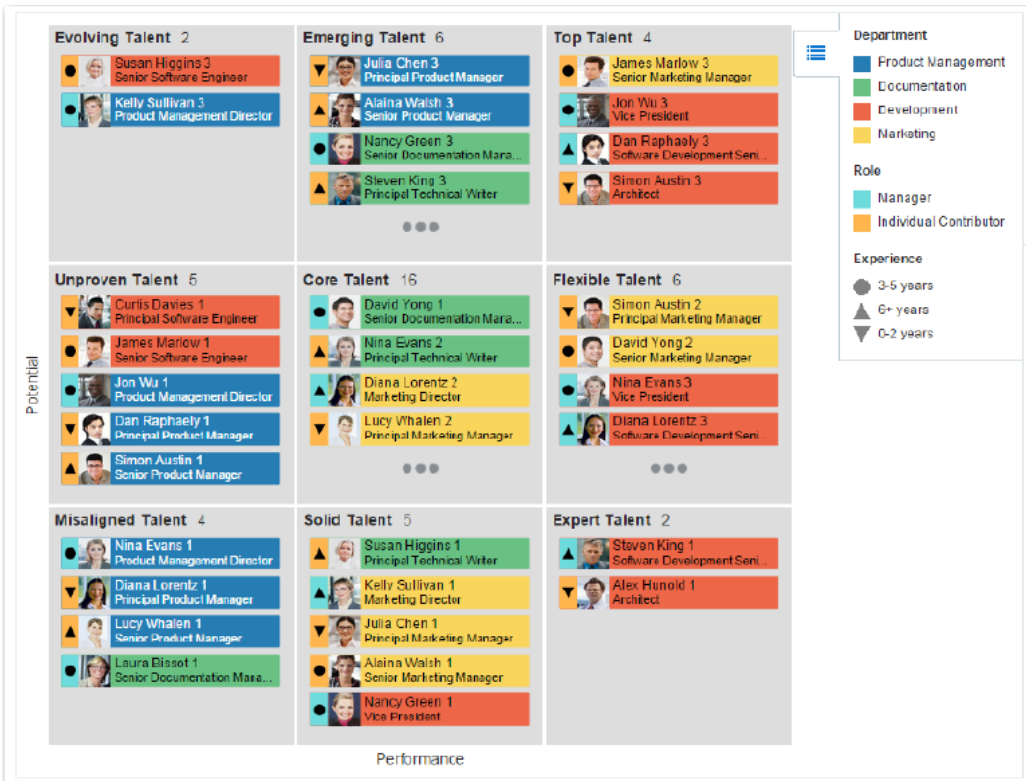 Evolving Talent 2
Susan Higgins 3
Senior Software Engineer
Kelly Sullivan 3
Product Management Director
Emerging Talent 6
Julia Chen 3
Principal Product Manager
Alaina Walsh 3
Senior Product Manager
Nancy Green 3
Senior Documentation Mana...
Steven King 3
Principal Technical Writer
Top Talent 4
James Marlow 3
Senior Marketing Manager
Jon Wu 3
Vice President
Dan Raphaely 3
Software Development Seni...
Simon Austin 3
Architect
Unproven Talent 5
Curtis Davies 1
Principal Software Engineer
James Marlow 1
Senior Software Engineer
Jon Wu 1
Product Management Director
Dan Raphaely 1
Principal Product Manager
Simon Austin 1
Senior Product Manager
Core Talent 16
David Yong 1
Senior Documentation Mana...
Nina Evans 2
Principal Technical Writer
Diana Lorentz 2
Marketing Director
Lucy Whalen 2
Principal Marketing Manager
Flexible Talent 6
Simon Austin 2
Principal Marketing Manager
David Yong 2
Senior Marketing Manager
Nina Evans 3
Vice President
Diana Lorentz 3
Software Development Seni...
Misaligned Talent 4
Nina Evans 1
Product Management Director
Diana Lorentz 1
Principal Product Manager
Lucy Whalen 1
Senior Product Manager
Laura Bissot 1
Senior Documentation Mana...
Solid Talent 5
Susan Higgins 1
Principal Technical Writer
Kelly Sullivan 1
Marketing Director
Julia Chen 1
Principal Marketing Manager
Alaina Walsh 1
Senior Marketing Manager
Nancy Green 1
Vice President
Expert Talent 2
Steven King 1
Software Development Seni...
Alex Hunold 1
Architect
Potential
Performance
Department
Product Management
Documentation
Development
Marketing
Role
Manager
Individual Contributor
Experience
3-5 years
6+ years
0-2 years